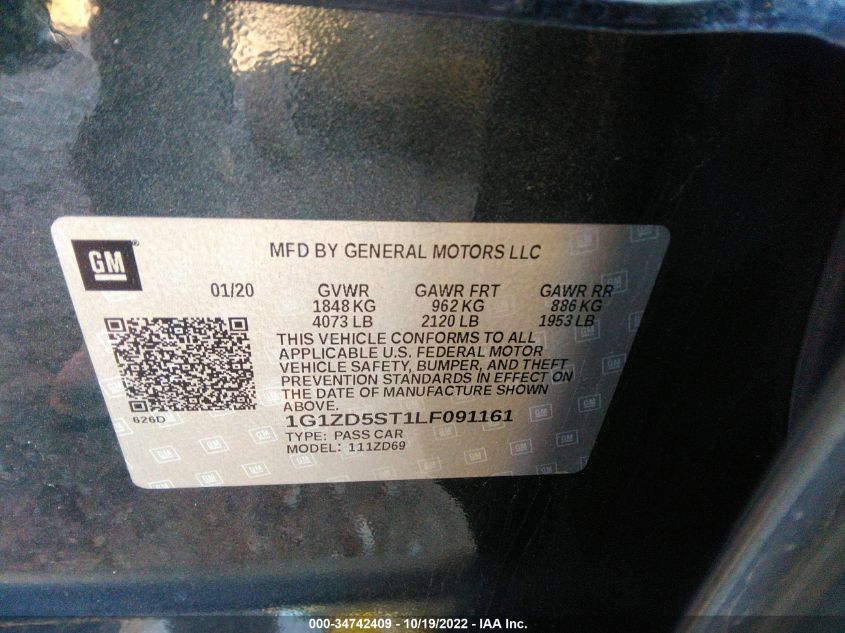 GM
MFD BY GENERAL MOTORS LLC
01/20 GVWR GAWR FRT GAWR RR
1848 KG 962 KG 886 KG
4073 LB 2120 LB 1953 LB
THIS VEHICLE CONFORMS TO ALL
APPLICABLE U.S. FEDERAL MOTOR
VEHICLE SAFETY, BUMPER, AND THEFT
PREVENTION STANDARDS IN EFFECT ON
THE DATE OF MANUFACTURE SHOWN
ABOVE.
626D
1G1ZD5ST1LF091161
TYPE: PASS CAR
MODEL: 111ZD69
000-34742409 - 10/19/2022 - IAA Inc.